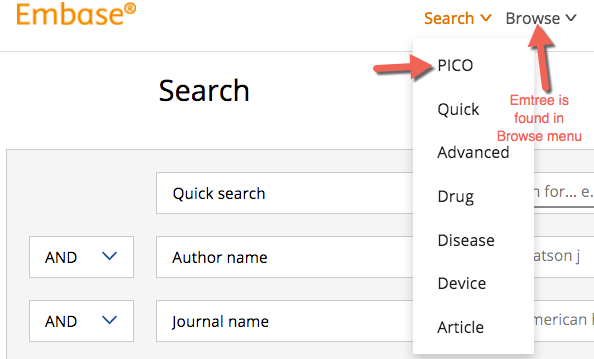 Embase®
Search Browse
PICO
Search
Emtree is
found in
Browse menu
Quick
Advanced
Quick search
for... e.
Drug
AND Author name
Disease
atson j
Device
AND Journal name
merican h
Article